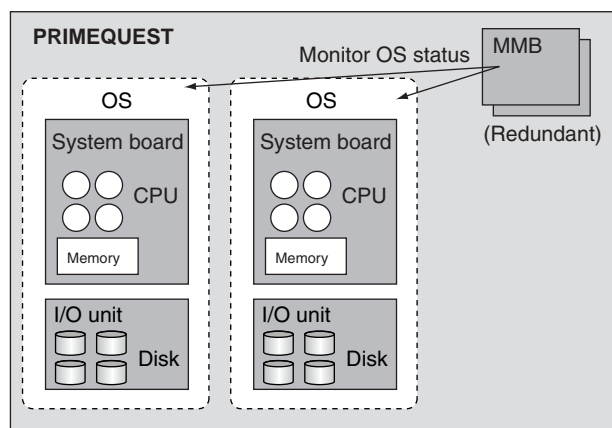 PRIMEQUEST
MMB
Monitor OS status
(Redundant)
OS
System board
CPU
Memory
I/O unit
Disk
OS
System board
CPU
Memory
I/O unit
Disk